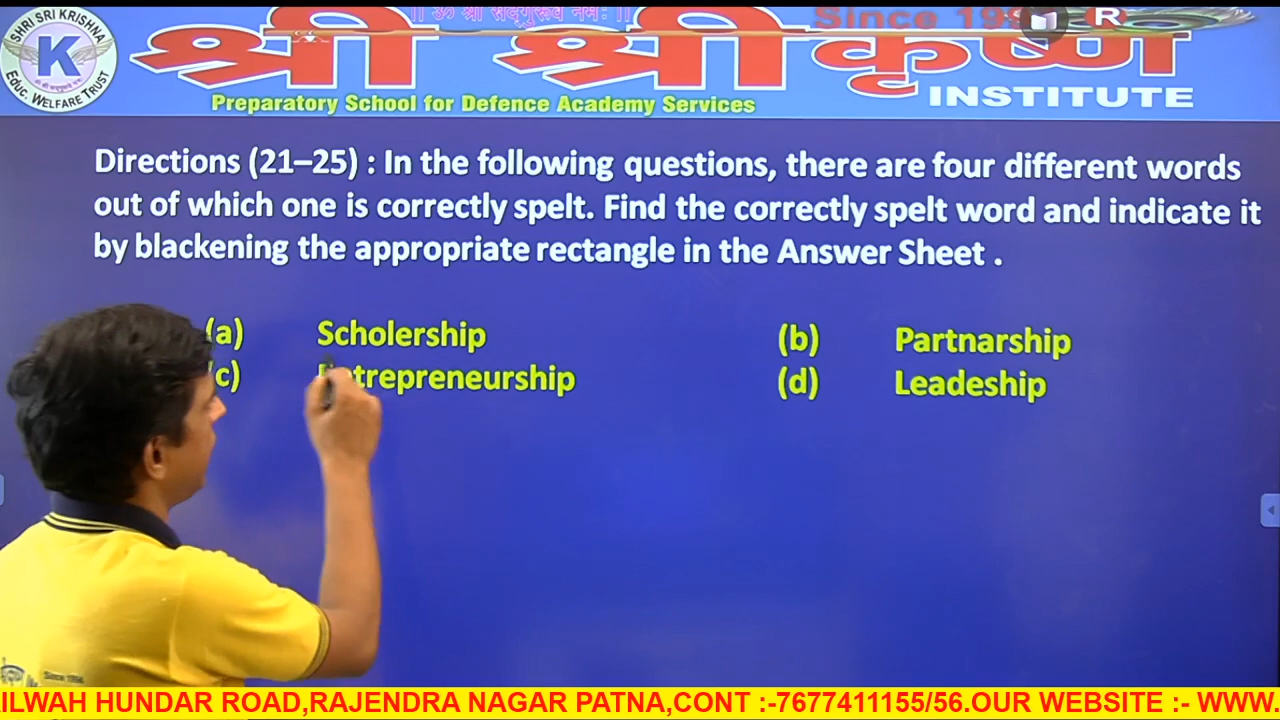 || ॐ श्री सद्गुरूवे नमः ||
Since 199
R
SHRI SRI KRISHNA
K
Educ. WELFARE TRUST
श्री श्रीकृष्ण
INSTITUTE
Preparatory School for Defence Academy Services
Directions (21–25) : In the following questions, there are four different words
out of which one is correctly spelt. Find the correctly spelt word and indicate it
by blackening the appropriate rectangle in the Answer Sheet .
(a) Scholership (b) Partnarship
(c) Entrepreneurship (d) Leadeship
Since 1994
ILWAH HUNDAR ROAD,RAJENDRA NAGAR PATNA,CONT :-7677411155/56.OUR WEBSITE :- WWW.